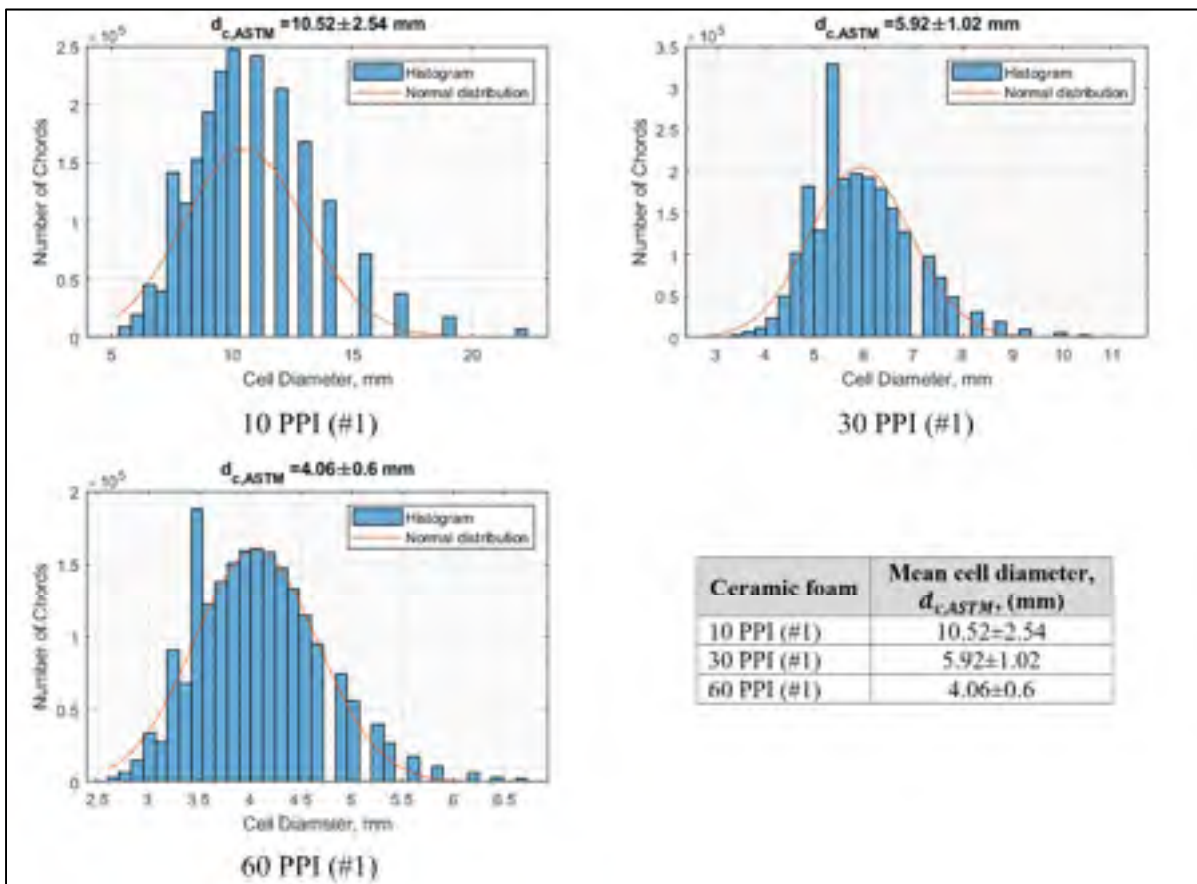 d_c,ASTM =10.52±2.54 mm
× 10^5
Histogram
Normal distribution
Number of Chords
2.5
2
1.5
1
0.5
0
5 10 15 20
Cell Diameter, mm
10 PPI (#1)
d_c,ASTM =5.92±1.02 mm
× 10^5
Histogram
Normal distribution
Number of Chords
3.5
3
2.5
2
1.5
1
0.5
0
3 4 5 6 7 8 9 10 11
Cell Diameter, mm
30 PPI (#1)
d_c,ASTM =4.06±0.6 mm
× 10^5
Histogram
Normal distribution
Number of Chords
2
1.5
1
0.5
0
2.5 3 3.5 4 4.5 5 5.5 6 6.5
Cell Diameter, mm
60 PPI (#1)
Ceramic foam Mean cell diameter,
d_c,ASTM, (mm)
10 PPI (#1) 10.52±2.54
30 PPI (#1) 5.92±1.02
60 PPI (#1) 4.06±0.6